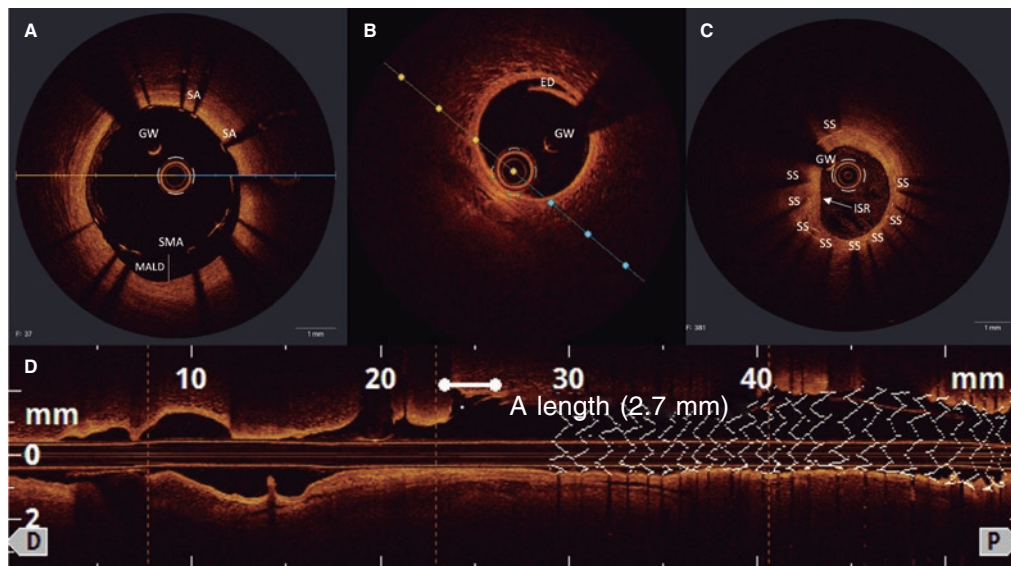 A
SA
SA
GW
SMA
MALD
F: 37
1 mm
B
ED
GW
C
SS
GW
SS
SS
SS
ISR
SS
SS
SS
SS
SS
SS
F: 381
1 mm
D
10
20
30
40
mm
mm
A length (2.7 mm)
0
2
D
P